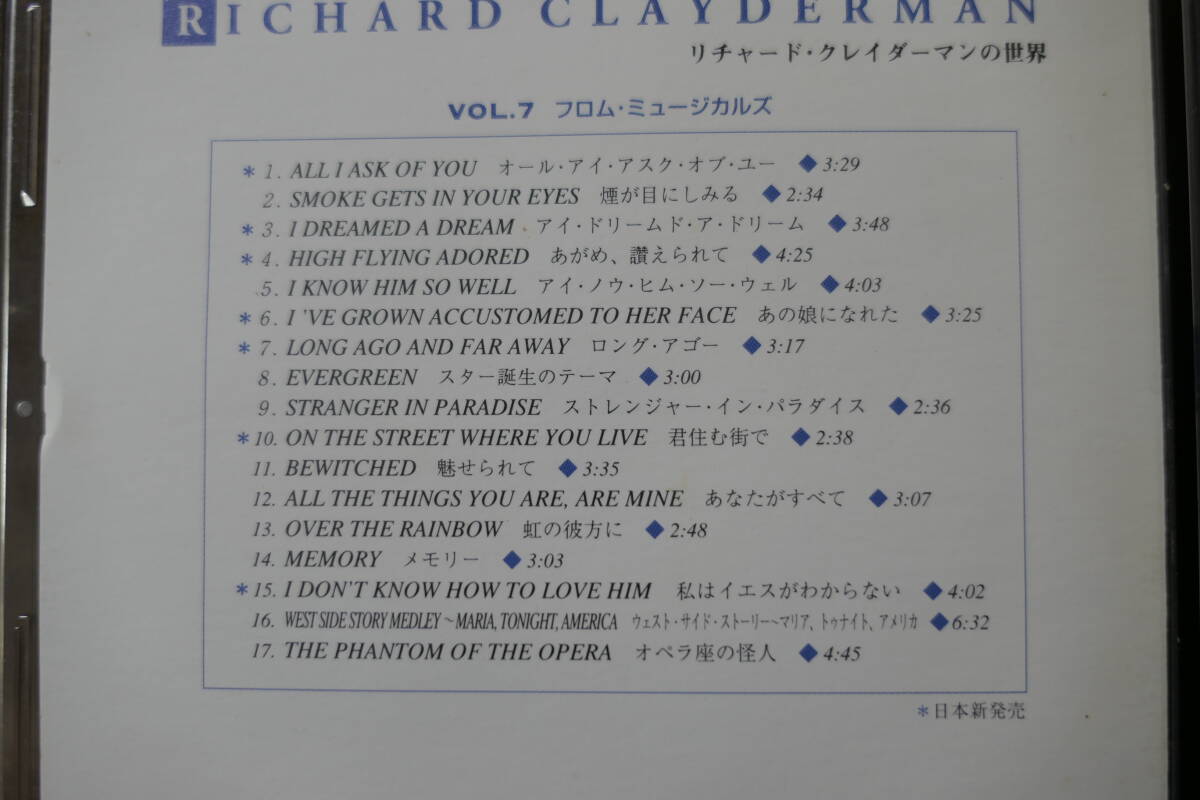 RICHARD CLAYDERMAN
リチャード・クレイダーマンの世界
VOL.7 フロム・ミュージカルズ
*1. ALL I ASK OF YOU オール・アイ・アスク・オブ・ユー ◆3:29
2. SMOKE GETS IN YOUR EYES 煙が目にしみる ◆2:34
*3. I DREAMED A DREAM アイ・ドリームド・ア・ドリーム ◆3:48
*4. HIGH FLYING ADORED あがめ、讃えられて ◆4:25
5. I KNOW HIM SO WELL アイ・ノウ・ヒム・ソー・ウェル ◆4:03
*6. I 'VE GROWN ACCUSTOMED TO HER FACE あの娘になれた ◆3:25
*7. LONG AGO AND FAR AWAY ロング・アゴー ◆3:17
8. EVERGREEN スター誕生のテーマ ◆3:00
9. STRANGER IN PARADISE ストレンジャー・イン・パラダイス ◆2:36
*10. ON THE STREET WHERE YOU LIVE 君住む街で ◆2:38
11. BEWITCHED 魅せられて ◆3:35
12. ALL THE THINGS YOU ARE, ARE MINE あなたがすべて ◆3:07
13. OVER THE RAINBOW 虹の彼方に ◆2:48
14. MEMORY メモリー ◆3:03
*15. I DON'T KNOW HOW TO LOVE HIM 私はイエスがわからない ◆4:02
16. WEST SIDE STORY MEDLEY~MARIA, TONIGHT, AMERICA ウェスト・サイド・ストーリー~マリア、トゥナイト、アメリカ ◆6:32
17. THE PHANTOM OF THE OPERA オペラ座の怪人 ◆4:45
*日本新発売